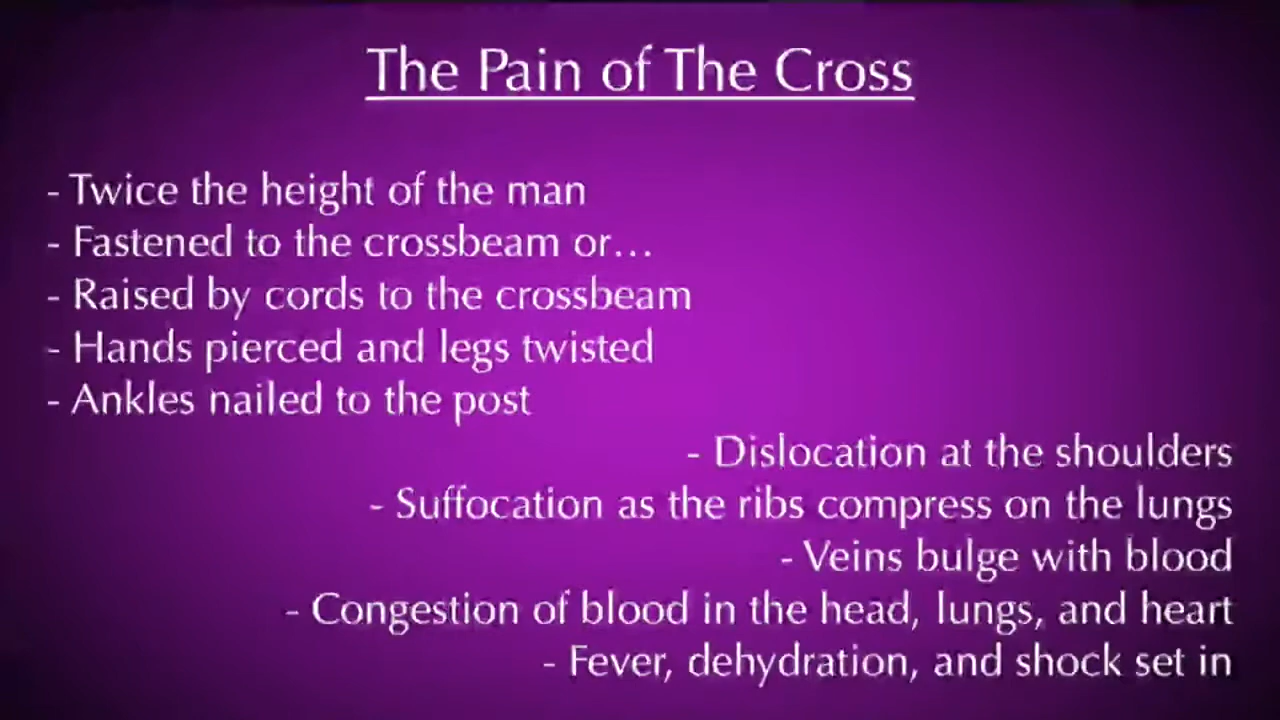 The Pain of The Cross
- Twice the height of the man
- Fastened to the crossbeam or...
- Raised by cords to the crossbeam
- Hands pierced and legs twisted
- Ankles nailed to the post
- Dislocation at the shoulders
- Suffocation as the ribs compress on the lungs
- Veins bulge with blood
- Congestion of blood in the head, lungs, and heart
- Fever, dehydration, and shock set in